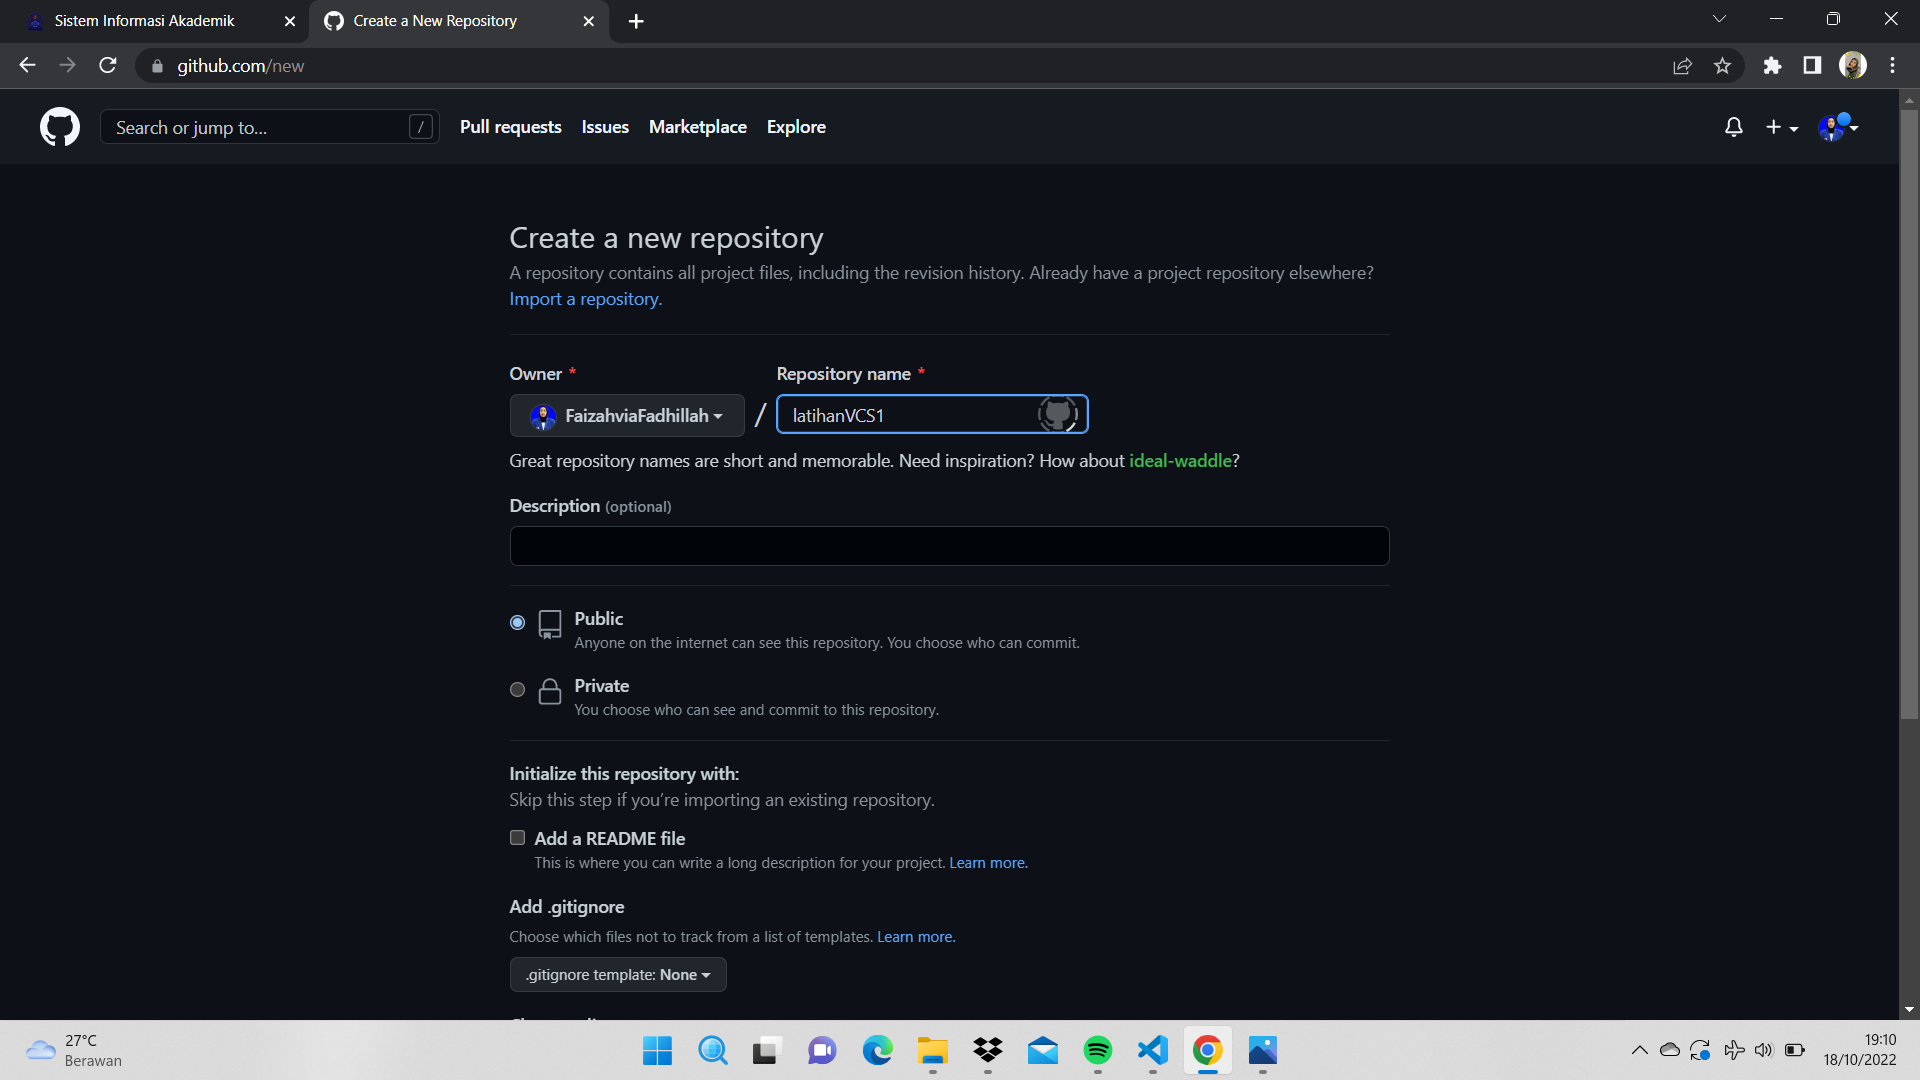 Sistem Informasi Akademik
Create a New Repository
github.com/new
Search or jump to...
/
Pull requests
Issues
Marketplace
Explore
Create a new repository
A repository contains all project files, including the revision history. Already have a project repository elsewhere?
Import a repository.
Owner *
Repository name *
FaizahviaFadhillah
/
latihanVCS1
Great repository names are short and memorable. Need inspiration? How about ideal-waddle?
Description (optional)
Public
Anyone on the internet can see this repository. You choose who can commit.
Private
You choose who can see and commit to this repository.
Initialize this repository with:
Skip this step if you’re importing an existing repository.
Add a README file
This is where you can write a long description for your project. Learn more.
Add .gitignore
Choose which files not to track from a list of templates. Learn more.
.gitignore template: None
27°C
Berawan
19:10
18/10/2022